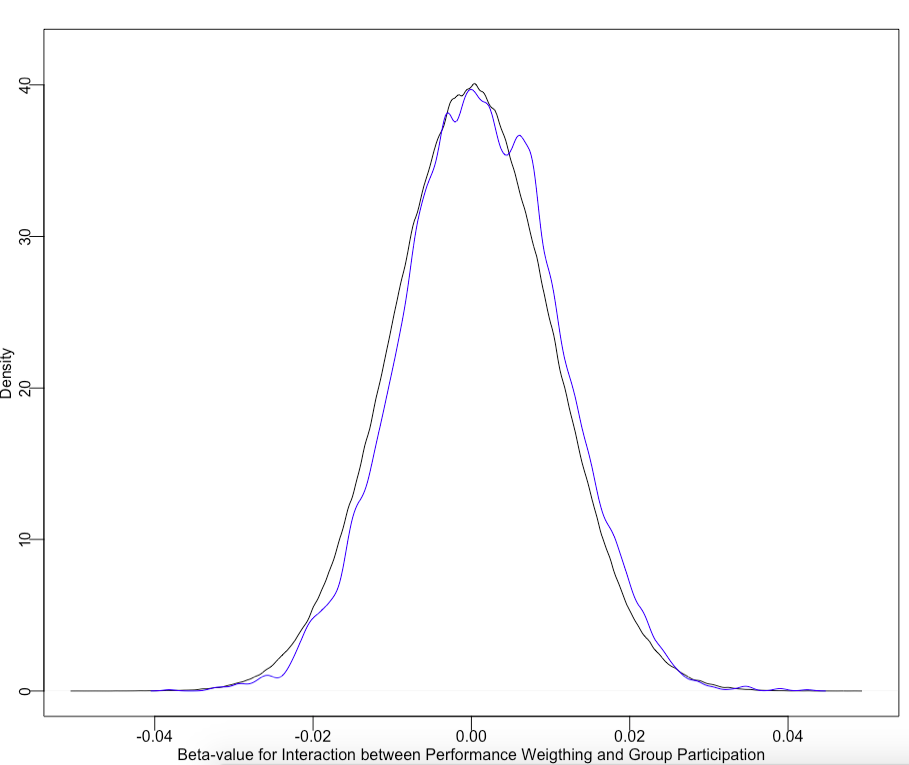 40
30
20
10
0
Density
-0.04 -0.02 0.00 0.02 0.04
Beta-value for Interaction between Performance Weigthing and Group Participation